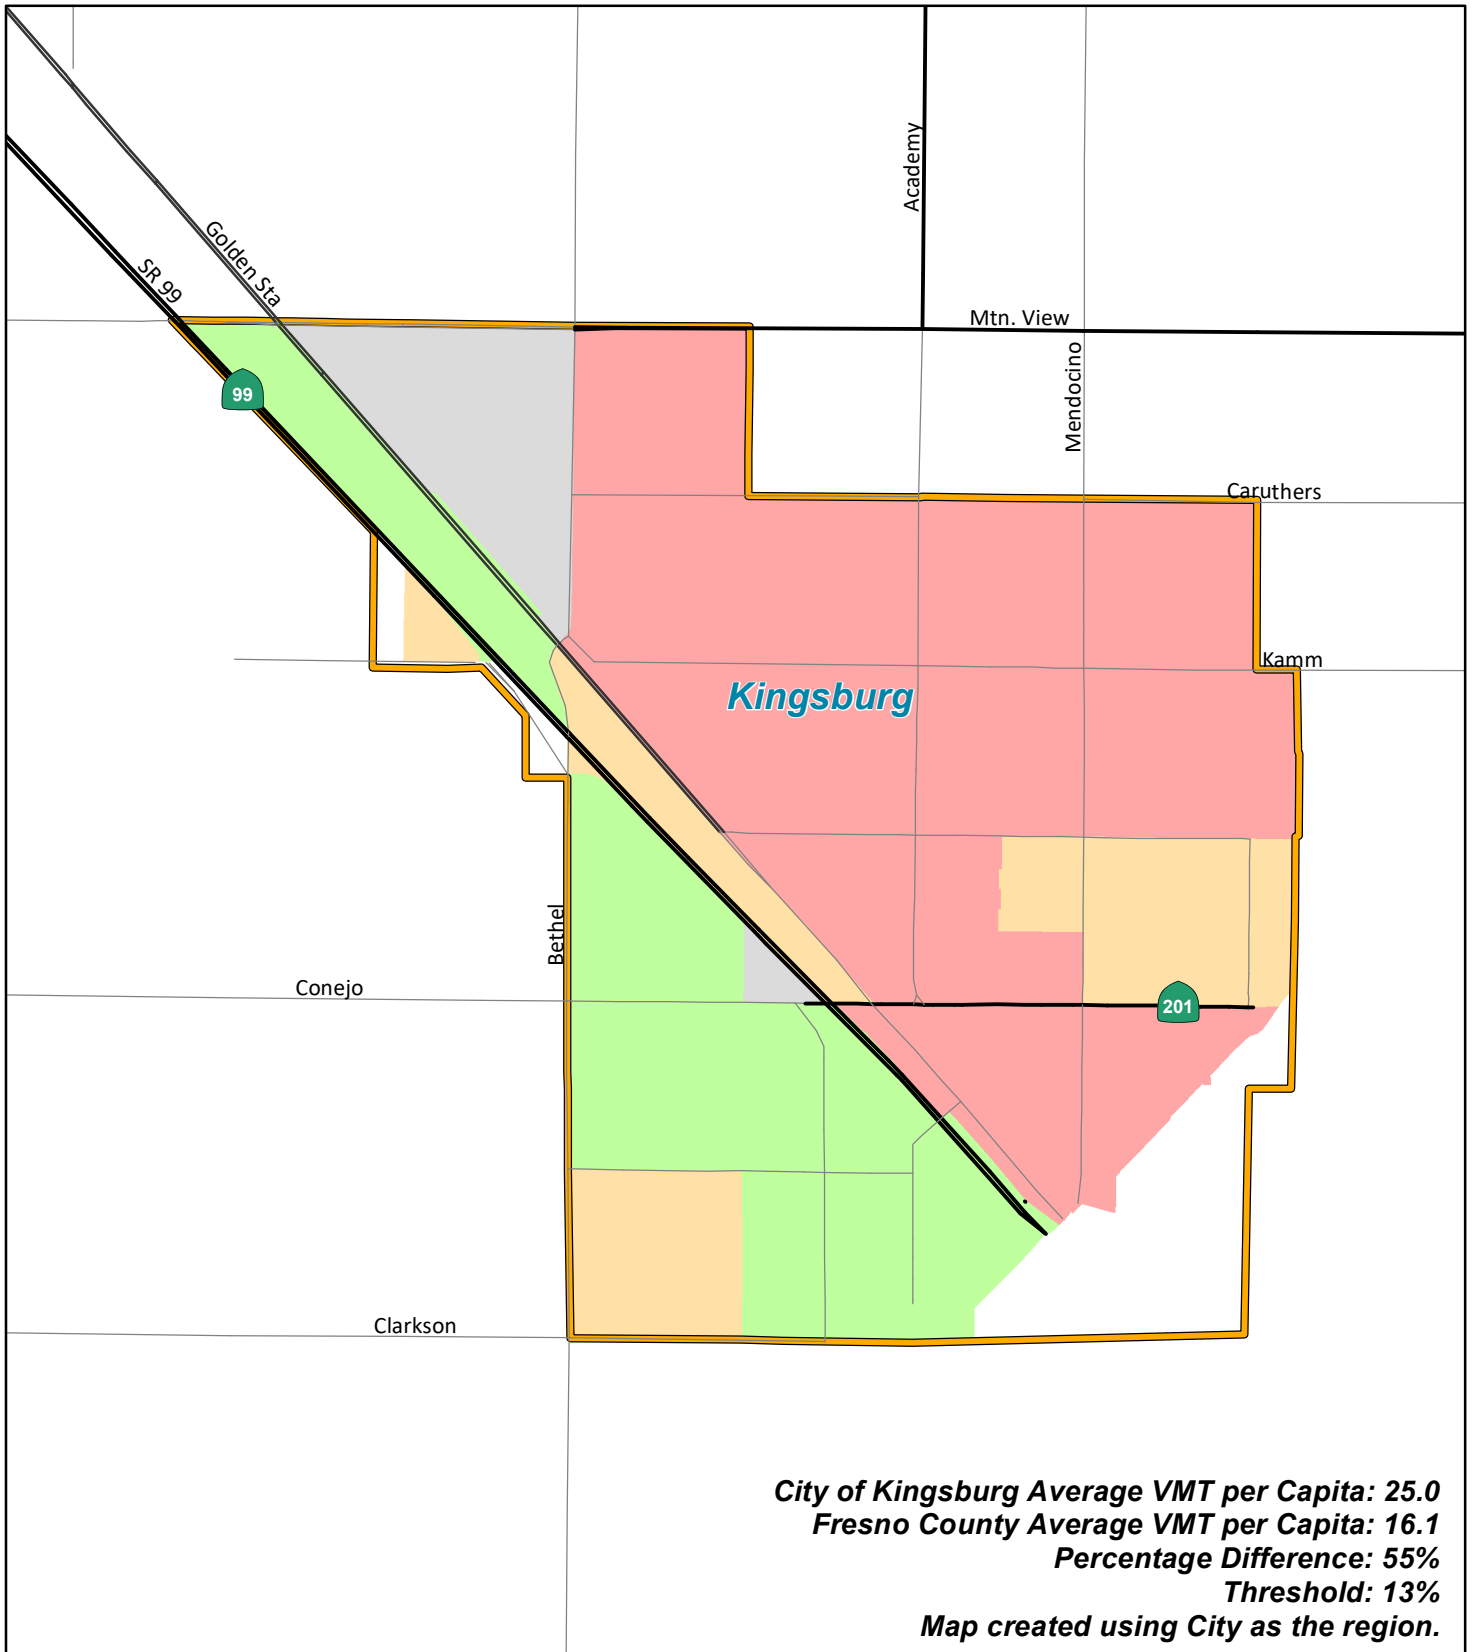 Academy
Golden Sta
SR 99
Mtn. View
Mendocino
99
Caruthers
Kamm
Kingsburg
Bethel
Conejo
201
Clarkson
City of Kingsburg Average VMT per Capita: 25.0
Fresno County Average VMT per Capita: 16.1
Percentage Difference: 55%
Threshold: 13%
Map created using City as the region.